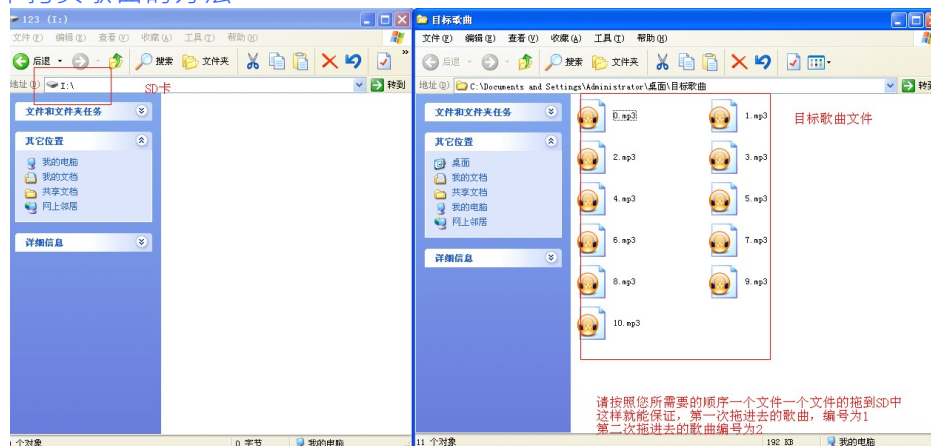 123 (I:)
文件(F) 编辑(E) 查看(V) 收藏(A) 工具(T) 帮助(H)
后退 搜索 文件夹 »
地址(D) I:\ 转到
SD卡
文件和文件夹任务
其它位置
我的电脑
我的文档
共享文档
网上邻居
详细信息
个对象 0 字节 我的电脑
目标歌曲
文件(F) 编辑(E) 查看(V) 收藏(A) 工具(T) 帮助(H)
后退 搜索 文件夹
地址(D) C:\Documents and Settings\Administrator\桌面\目标歌曲
文件和文件夹任务
其它位置
桌面
我的文档
共享文档
我的电脑
网上邻居
详细信息
0.mp3 1.mp3
目标歌曲文件
2.mp3 3.mp3
4.mp3 5.mp3
6.mp3 7.mp3
8.mp3 9.mp3
10.mp3
请按照您所需要的顺序一个文件一个文件的拖到SD中
这样就能保证，第一次拖进去的歌曲，编号为1
第二次拖进去的歌曲编号为2
11 个对象 192 KB 我的电脑